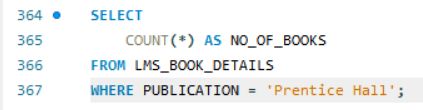 364 SELECT
365 COUNT(*) AS NO_OF_BOOKS
366 FROM LMS_BOOK_DETAILS
367 WHERE PUBLICATION = 'Prentice Hall';